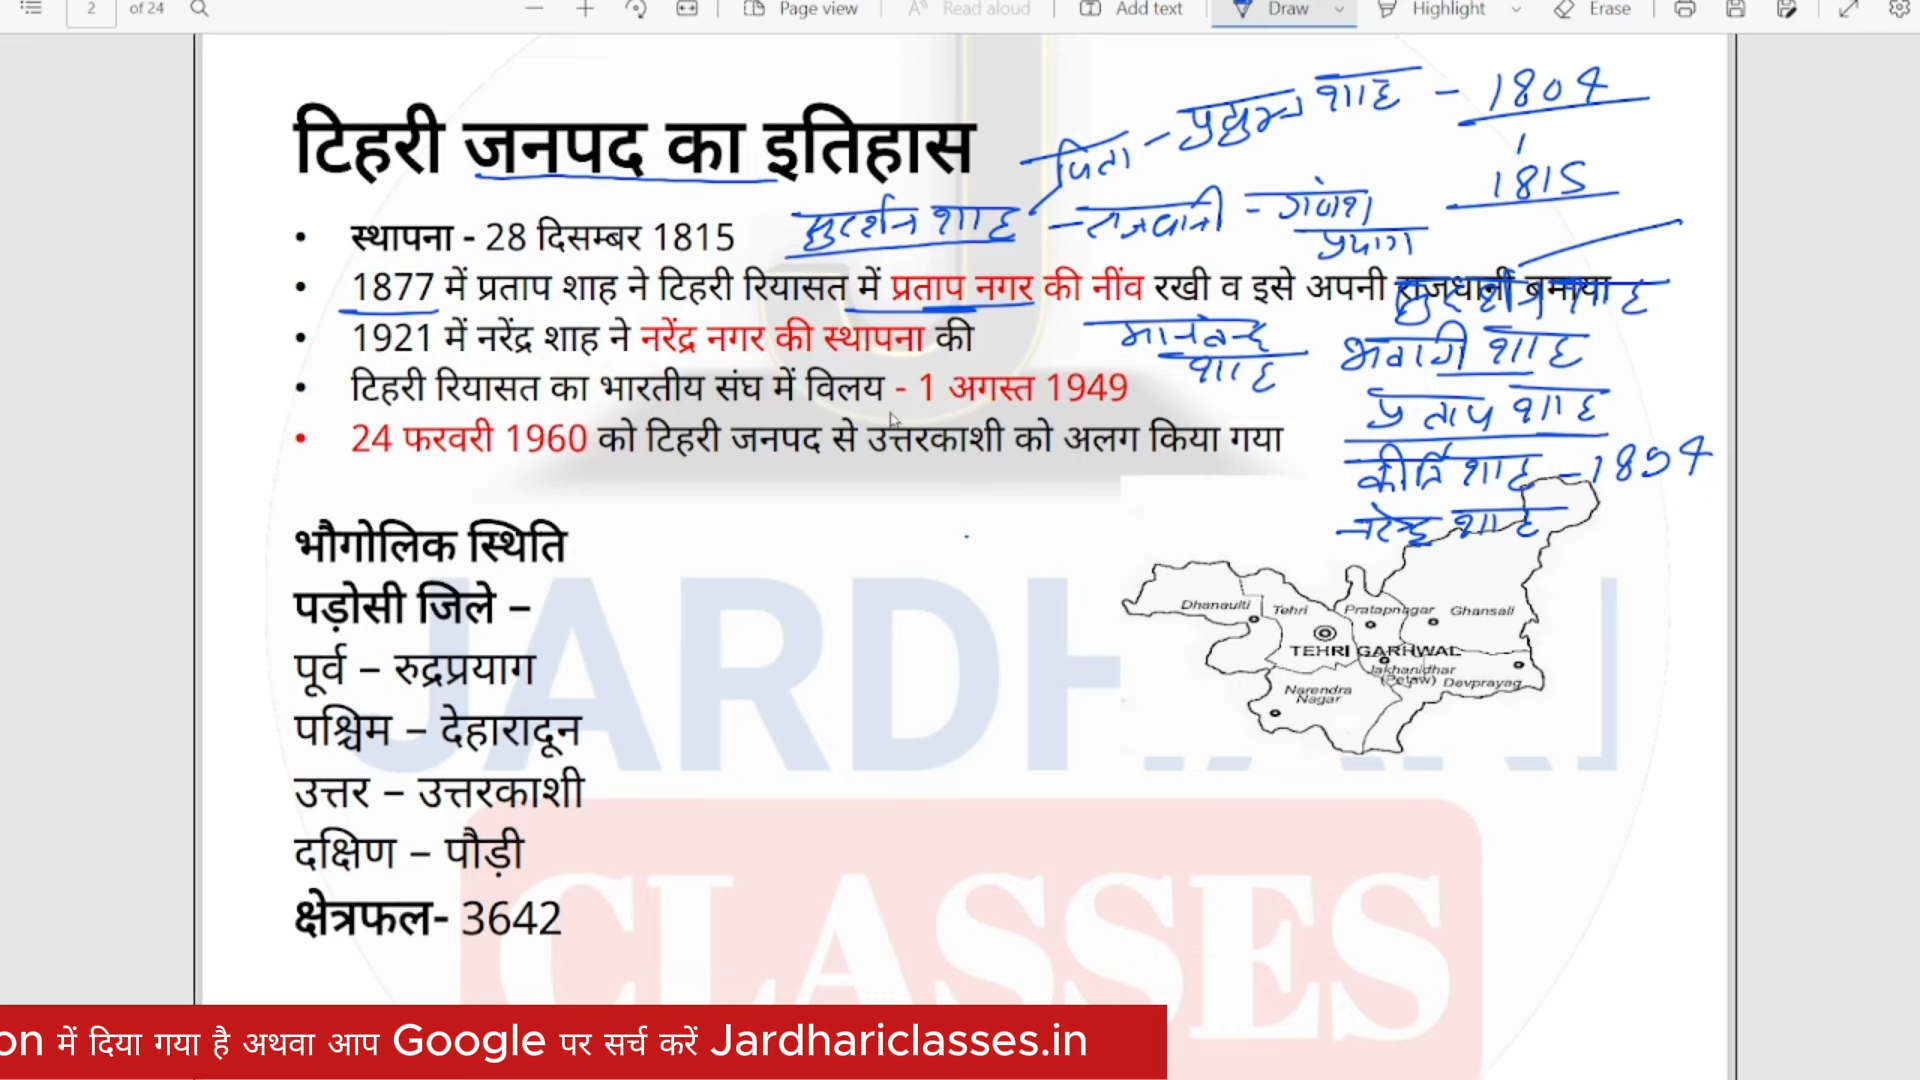 2 of 24 Page view Read aloud Add text Draw Highlight Erase
पिता - प्रद्युम्न शाह - 1804
टिहरी जनपद का इतिहास
1815
• स्थापना - 28 दिसम्बर 1815 सुदर्शन शाह - राजधानी - गणेश
प्रयाग
• 1877 में प्रताप शाह ने टिहरी रियासत में प्रताप नगर की नींव रखी व इसे अपनी राजधानी बनाया
सुदर्शन शाह
• 1921 में नरेंद्र शाह ने नरेंद्र नगर की स्थापना की
मानवेन्द्र
शाह
भवानी शाह
• टिहरी रियासत का भारतीय संघ में विलय - 1 अगस्त 1949
प्रताप शाह
• 24 फरवरी 1960 को टिहरी जनपद से उत्तरकाशी को अलग किया गया
कीर्ति शाह
नरेन्द्र शाह
भौगोलिक स्थिति
पड़ोसी जिले –
पूर्व – रुद्रप्रयाग
पश्चिम – देहारादून
उत्तर – उत्तरकाशी
दक्षिण – पौड़ी
क्षेत्रफल- 3642
Dhanaulti Tehri Pratapnagar Ghansali
TEHRI GARHWAL
Jakhanidhar
Devprayag
Narendra
Nagar
CLASSES
on में दिया गया है अथवा आप Google पर सर्च करें Jardhariclasses.in